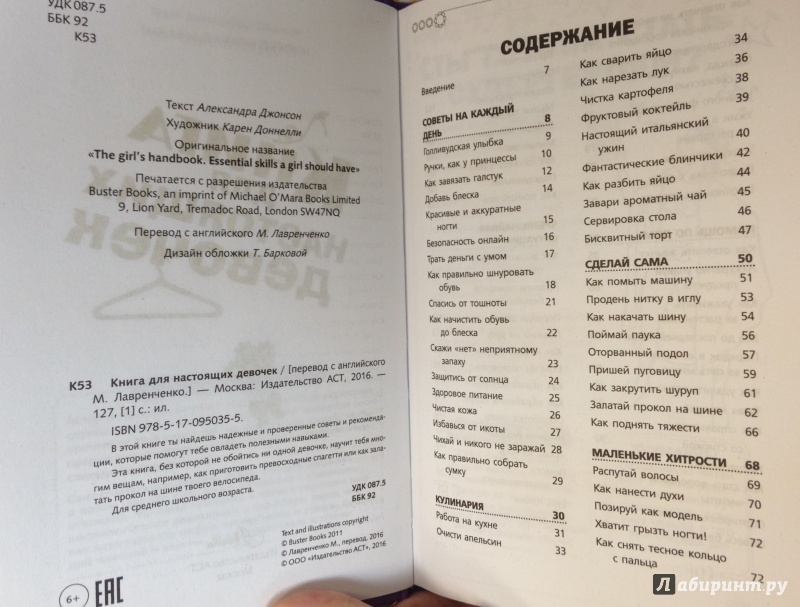 УДК 087.5
ББК 92
К53
Текст Александра Джонсон
Художник Карен Доннелли
Оригинальное название
«The girl's handbook. Essential skills a girl should have»
Печатается с разрешения издательства
Buster Books, an imprint of Michael O'Mara Books Limited
9, Lion Yard, Tremadoc Road, London SW47NQ
Перевод с английского М. Лавренченко
Дизайн обложки Т. Барковой
К53 Книга для настоящих девочек / [перевод с английского
М. Лавренченко.] — Москва: Издательство АСТ, 2016. —
127, [1] с.: ил.
ISBN 978-5-17-095035-5.
В этой книге ты найдешь надежные и проверенные советы и рекоменда-
ции, которые помогут тебе овладеть полезными навыками.
Эта книга, без которой не обойтись ни одной девочке, научит тебя мно-
гим вещам, например, как приготовить превосходные спагетти или как зала-
тать прокол на шине твоего велосипеда.
Для среднего школьного возраста.
УДК 087.5
ББК 92
Text and illustrations copyright
© Buster Books 2011
© Лавренченко М., перевод, 2016
© ООО «Издательство АСТ», 2016
6+ ЕАС
СОДЕРЖАНИЕ
Введение 7
СОВЕТЫ НА КАЖДЫЙ
ДЕНЬ 8
Голливудская улыбка 9
Ручки, как у принцессы 10
Как завязать галстук 12
Добавь блеска 14
Красивые и аккуратные
ногти 15
Безопасность онлайн 16
Трать деньги с умом 17
Как правильно шнуровать
обувь 18
Спасись от тошноты 21
Как начистить обувь
до блеска 22
Скажи «нет» неприятному
запаху 23
Защитить от солнца 24
Здоровое питание 25
Чистая кожа 26
Избавься от икоты 27
Чихай и никого не заражай 28
Как правильно собрать
сумку 29
КУЛИНАРИЯ 30
Работа на кухне 31
Очисти апельсин 33
Как сварить яйцо 34
Как нарезать лук 36
Чистка картофеля 38
Фруктовый коктейль 39
Настоящий итальянский
ужин 40
Фантастические блинчики 42
Как разбить яйцо 44
Завари ароматный чай 45
Сервировка стола 46
Бисквитный торт 47
СДЕЛАЙ САМА 50
Как помыть машину 51
Продень нитку в иглу 53
Как накачать шину 54
Поймай паука 56
Оторванный подол 57
Пришей пуговицу 59
Как закрутить шуруп 61
Залатай прокол на шине 62
Как поднять тяжести 66
МАЛЕНЬКИЕ ХИТРОСТИ 68
Распутай волосы 69
Как нанести духи 70
Позируй как модель 71
Хватит грызть ногти! 72
Как снять тесное кольцо
с пальца 73
Лабиринт.ру